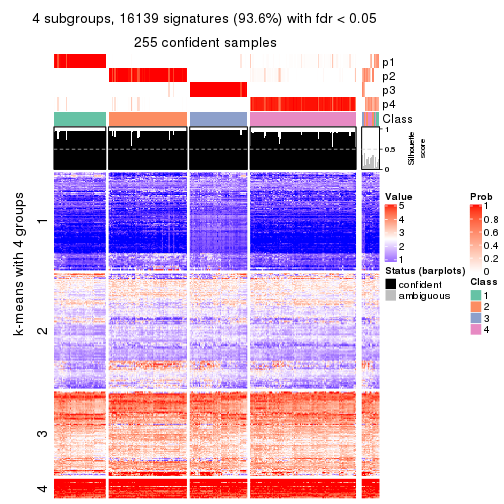 4 subgroups, 16139 signatures (93.6%) with fdr < 0.05
255 confident samples
p1
p2
p3
p4
Class
1
0.5
0
Silhouette
score
k-means with 4 groups
1
2
3
4
Value
5
4
3
2
1
Status (barplots)
confident
ambiguous
Prob
1
0.8
0.6
0.4
0.2
0
Class
1
2
3
4